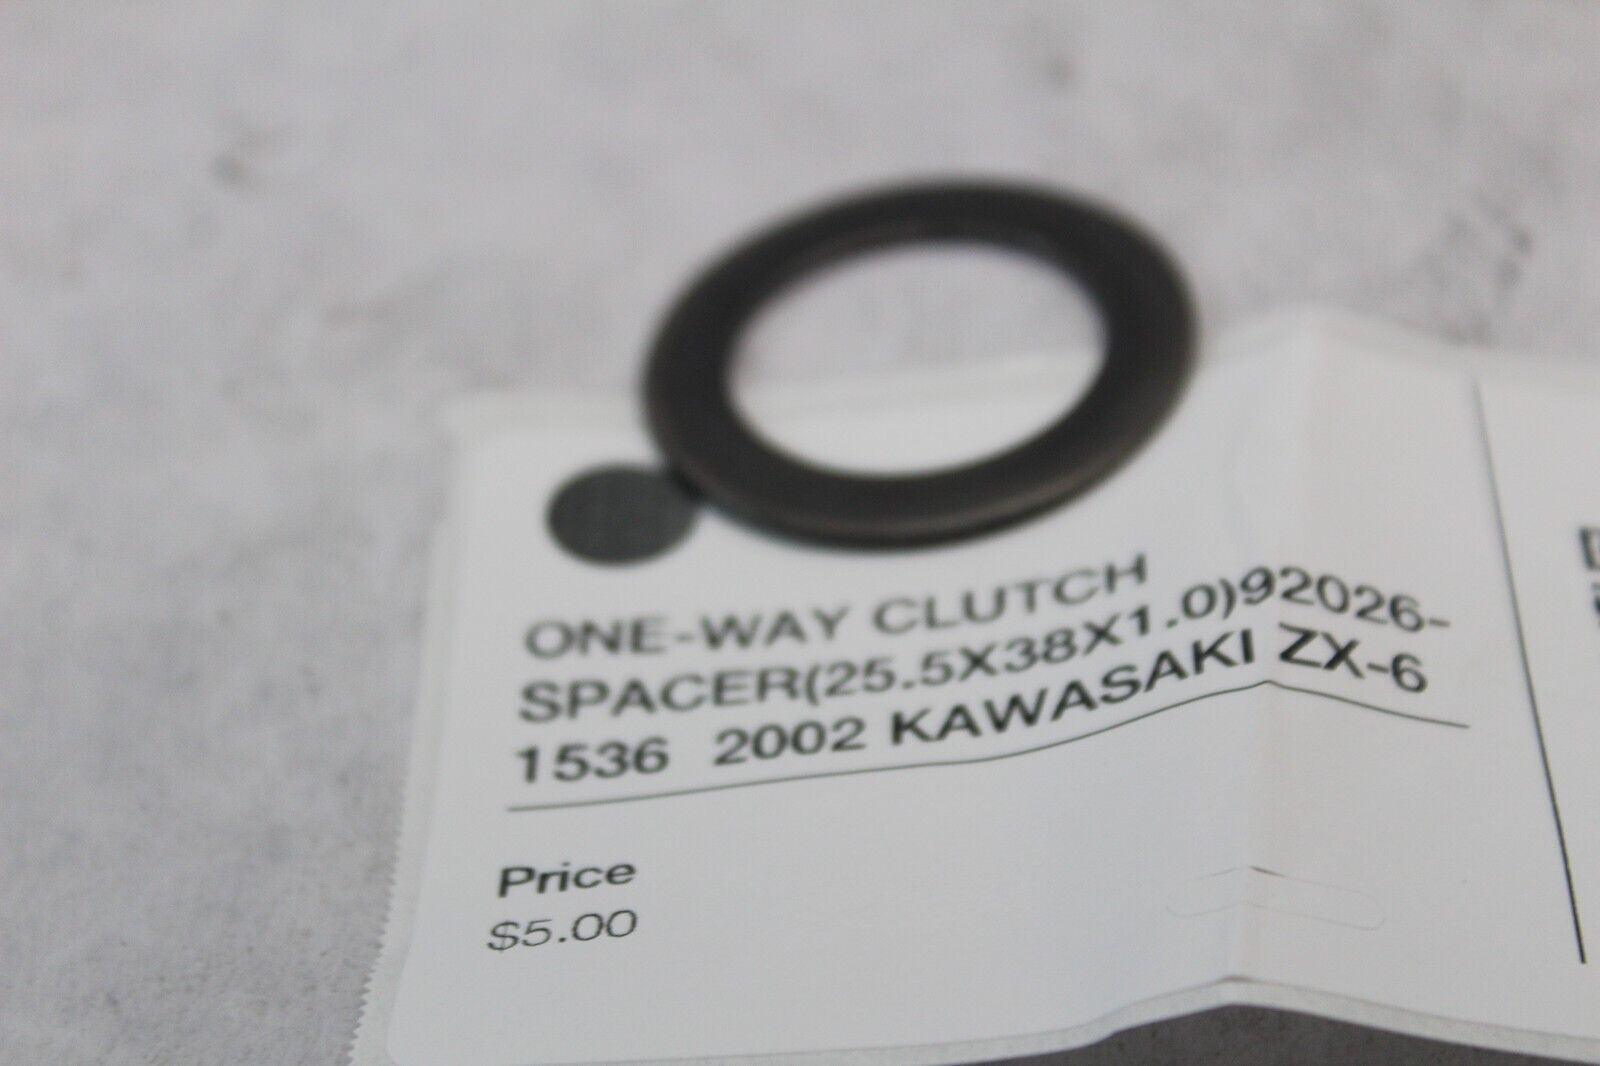 ONE-WAY CLUTCH
SPACER(25.5X38X1.0)92026-
1536 2002 KAWASAKI ZX-6
Price
$5.00